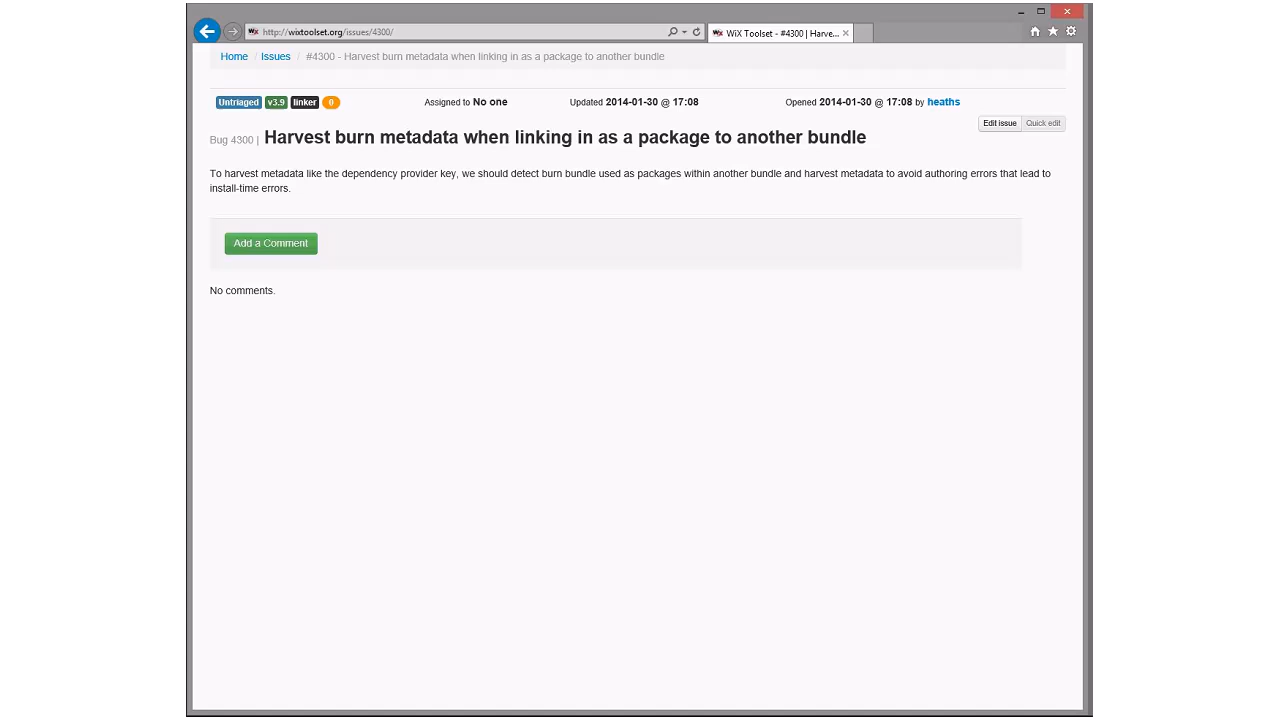 http://wixtoolset.org/issues/4300/
WiX Toolset - #4300 | Harve...
Home / Issues / #4300 - Harvest burn metadata when linking in as a package to another bundle
Untriaged v3.9 linker 0 Assigned to No one Updated 2014-01-30 @ 17:08 Opened 2014-01-30 @ 17:08 by heaths
Edit issue Quick edit
Bug 4300 | Harvest burn metadata when linking in as a package to another bundle
To harvest metadata like the dependency provider key, we should detect burn bundle used as packages within another bundle and harvest metadata to avoid authoring errors that lead to
install-time errors.
Add a Comment
No comments.